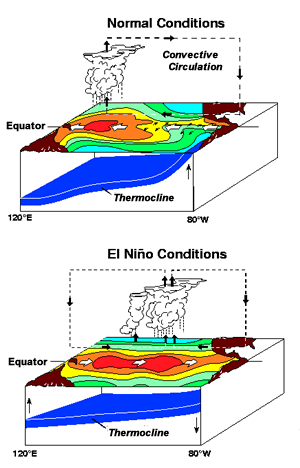 Normal Conditions
Convective
Circulation
Equator
Thermocline
120°E
80°W
El Niño Conditions
Equator
Thermocline
120°E
80°W